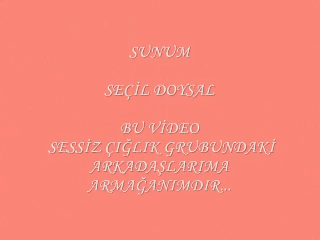 SUNUM
SEÇİL DOYSAL
BU VİDEO
SESSİZ ÇIĞLIK GRUBUNDAKİ
ARKADAŞLARIMA
ARMAĞANIMDIR...